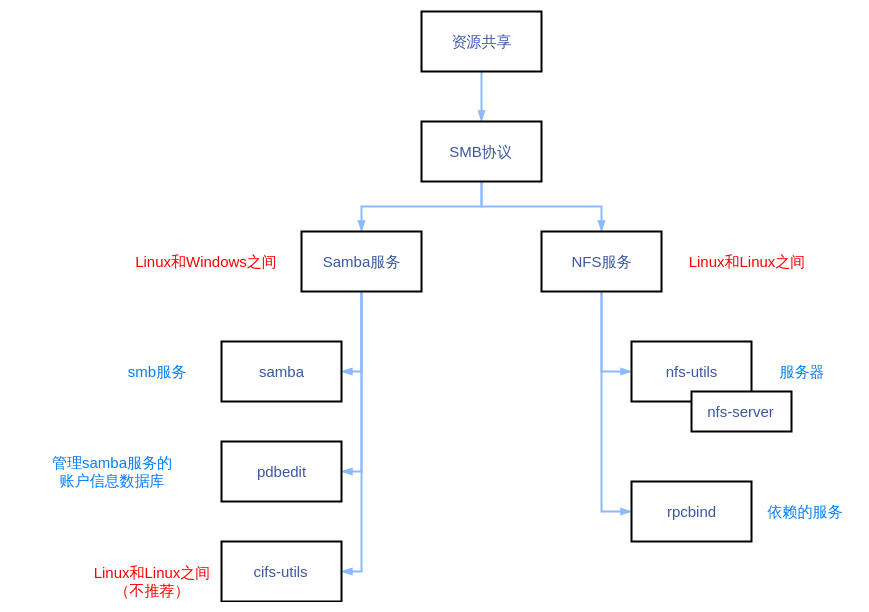 资源共享
SMB协议
Linux和Windows之间
Samba服务
NFS服务
Linux和Linux之间
smb服务
samba
nfs-utils
服务器
nfs-server
管理samba服务的
账户信息数据库
pdbedit
rpcbind
依赖的服务
Linux和Linux之间
（不推荐）
cifs-utils